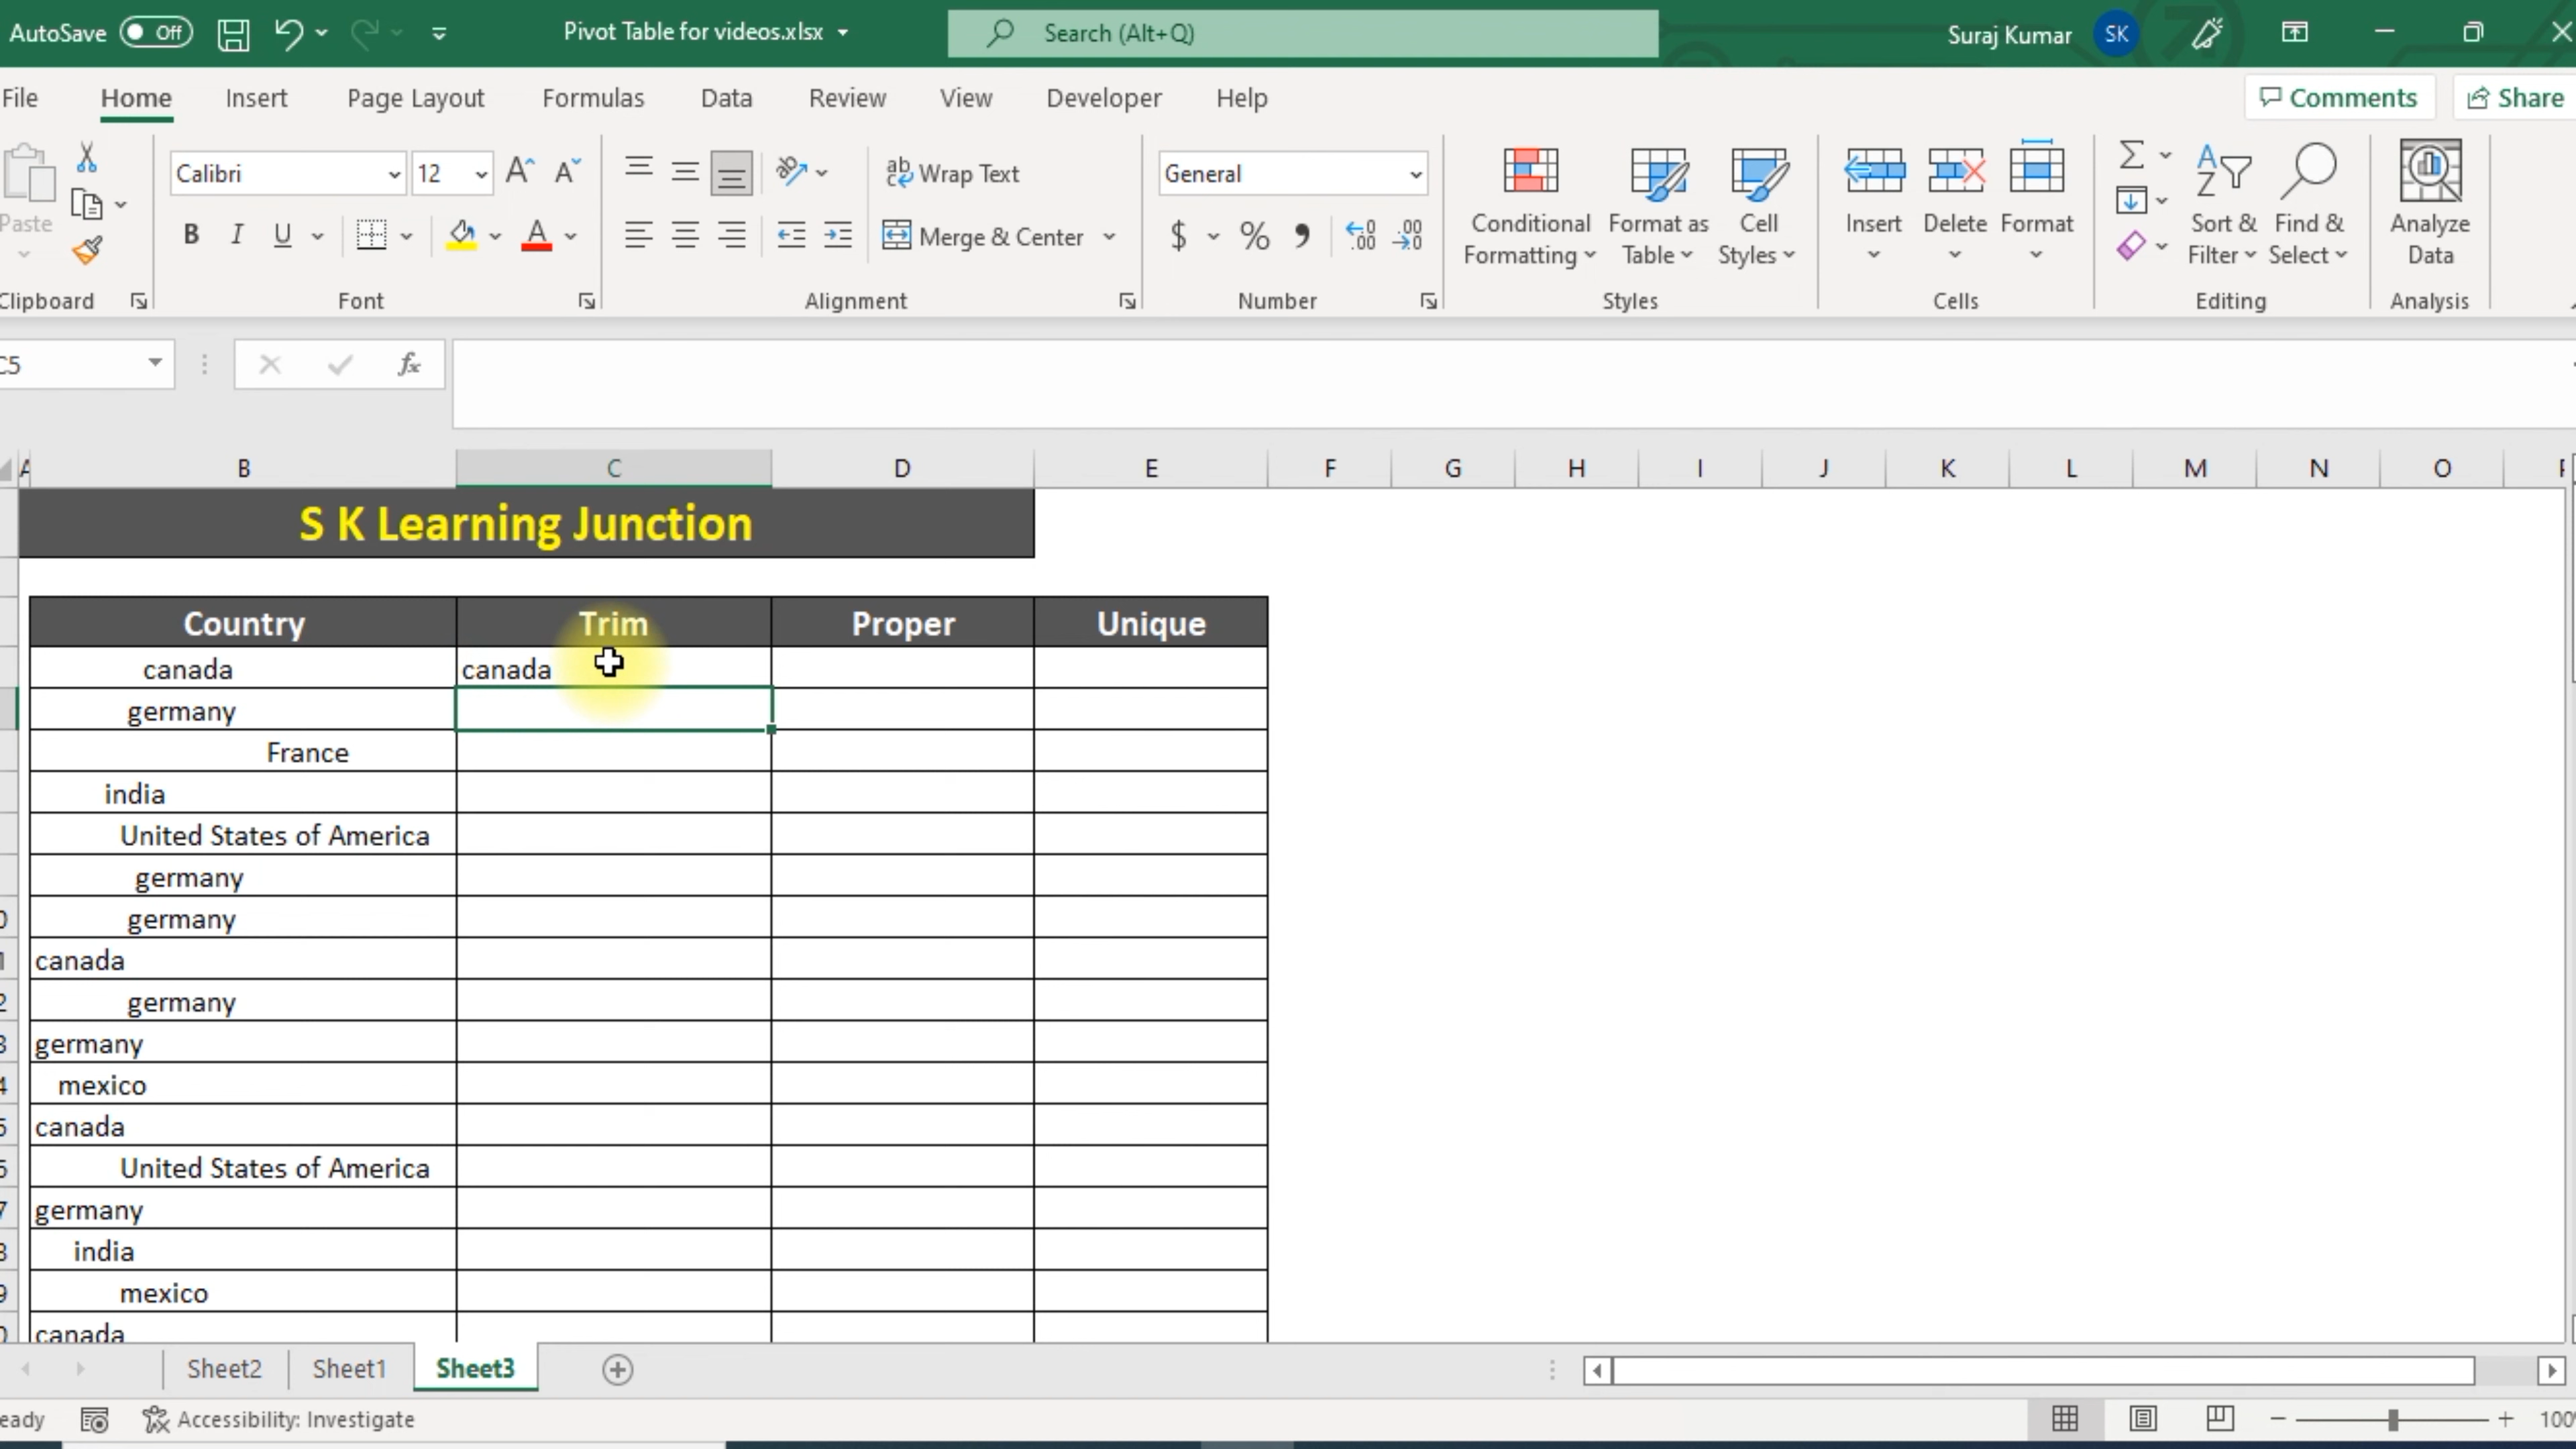 AutoSave Off Pivot Table for videos.xlsx Search (Alt+Q) Suraj Kumar SK
File Home Insert Page Layout Formulas Data Review View Developer Help Comments Share
Paste Calibri 12 A A ab Wrap Text General Conditional Formatting Format as Table Cell Styles Insert Delete Format Sort & Filter Find & Select Analyze Data
B I U A Merge & Center $ %
Clipboard Font Alignment Number Styles Cells Editing Analysis
C5 fx
A B C D E F G H I J K L M N O
S K Learning Junction
Country Trim Proper Unique
canada canada
germany
France
india
United States of America
germany
germany
canada
germany
germany
mexico
canada
United States of America
germany
india
mexico
canada
Sheet2 Sheet1 Sheet3
Accessibility: Investigate